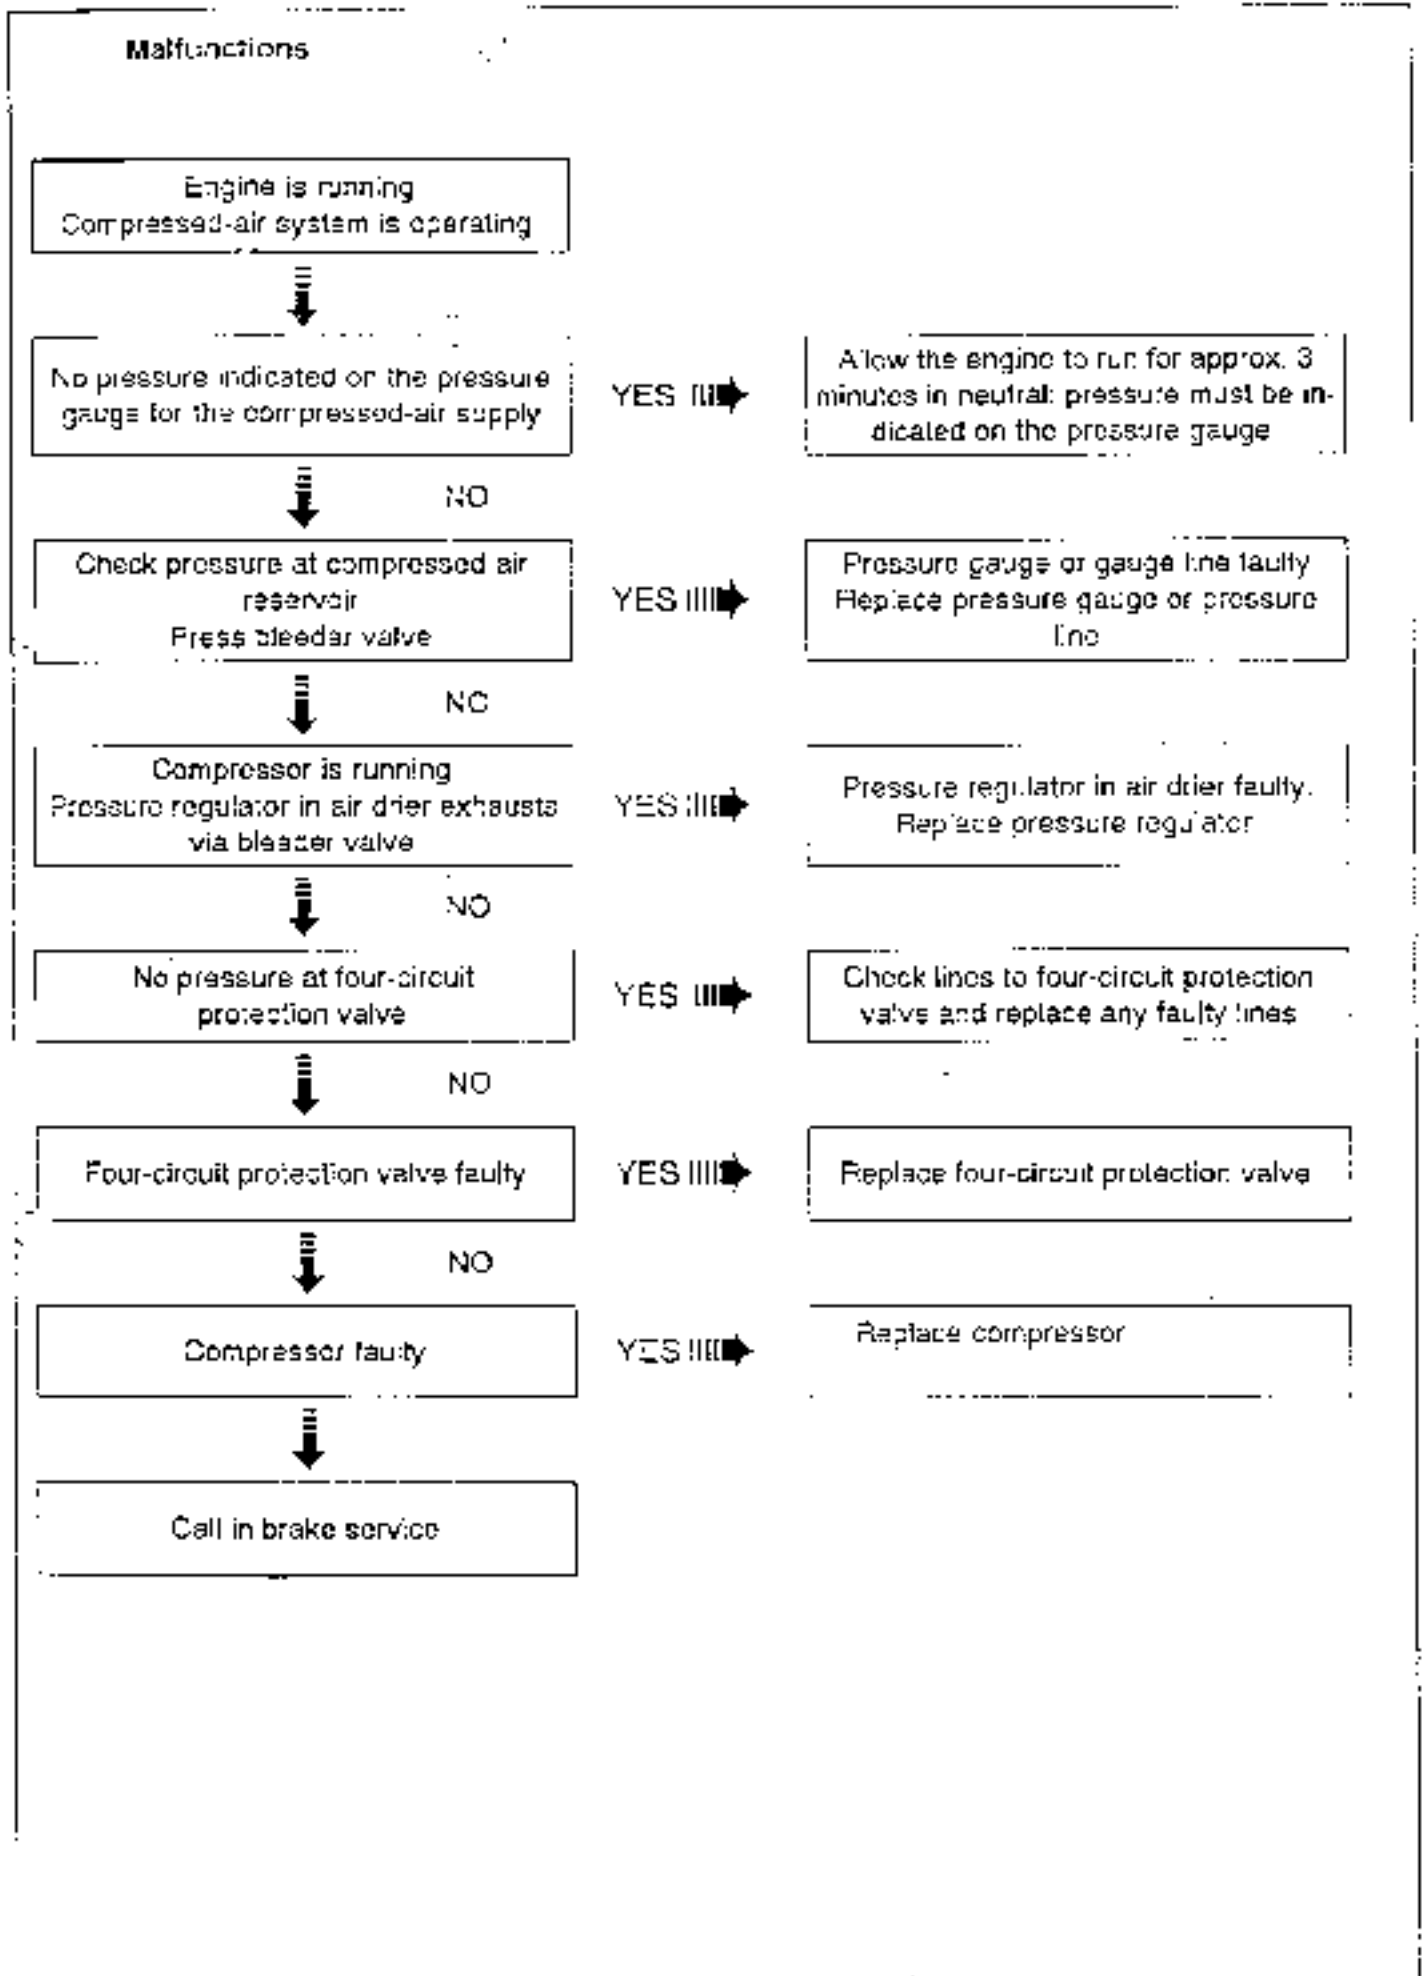 Malfunctions
Engine is running
Compressed-air system is operating
No pressure indicated on the pressure
gauge for the compressed-air supply
YES
Allow the engine to run for approx. 3
minutes in neutral: pressure must be in-
dicated on the pressure gauge
NO
Check pressure at compressed air
reservoir
Press bleeder valve
YES
Pressure gauge or gauge line faulty
Replace pressure gauge or pressure
line
NO
Compressor is running
Pressure regulator in air drier exhausts
via bleeder valve
YES
Pressure regulator in air drier faulty.
Replace pressure regulator
NO
No pressure at four-circuit
protection valve
YES
Check lines to four-circuit protection
valve and replace any faulty lines
NO
Four-circuit protection valve faulty
YES
Replace four-circuit protection valve
NO
Compressor faulty
YES
Replace compressor
Call in brake service